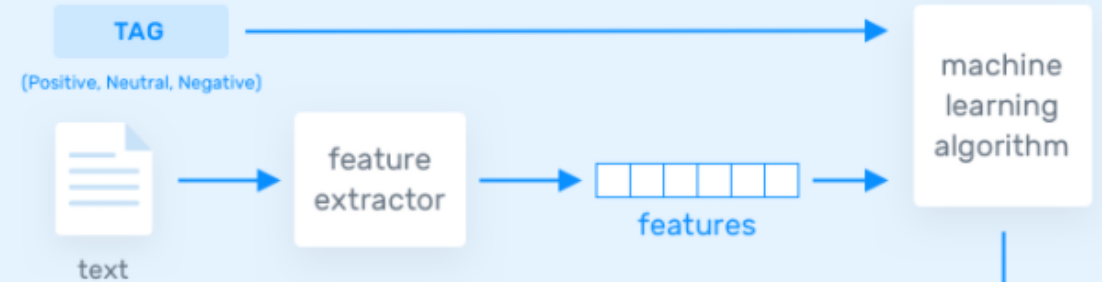 TAG
(Positive, Neutral, Negative)
machine
learning
algorithm
feature
extractor
features
text